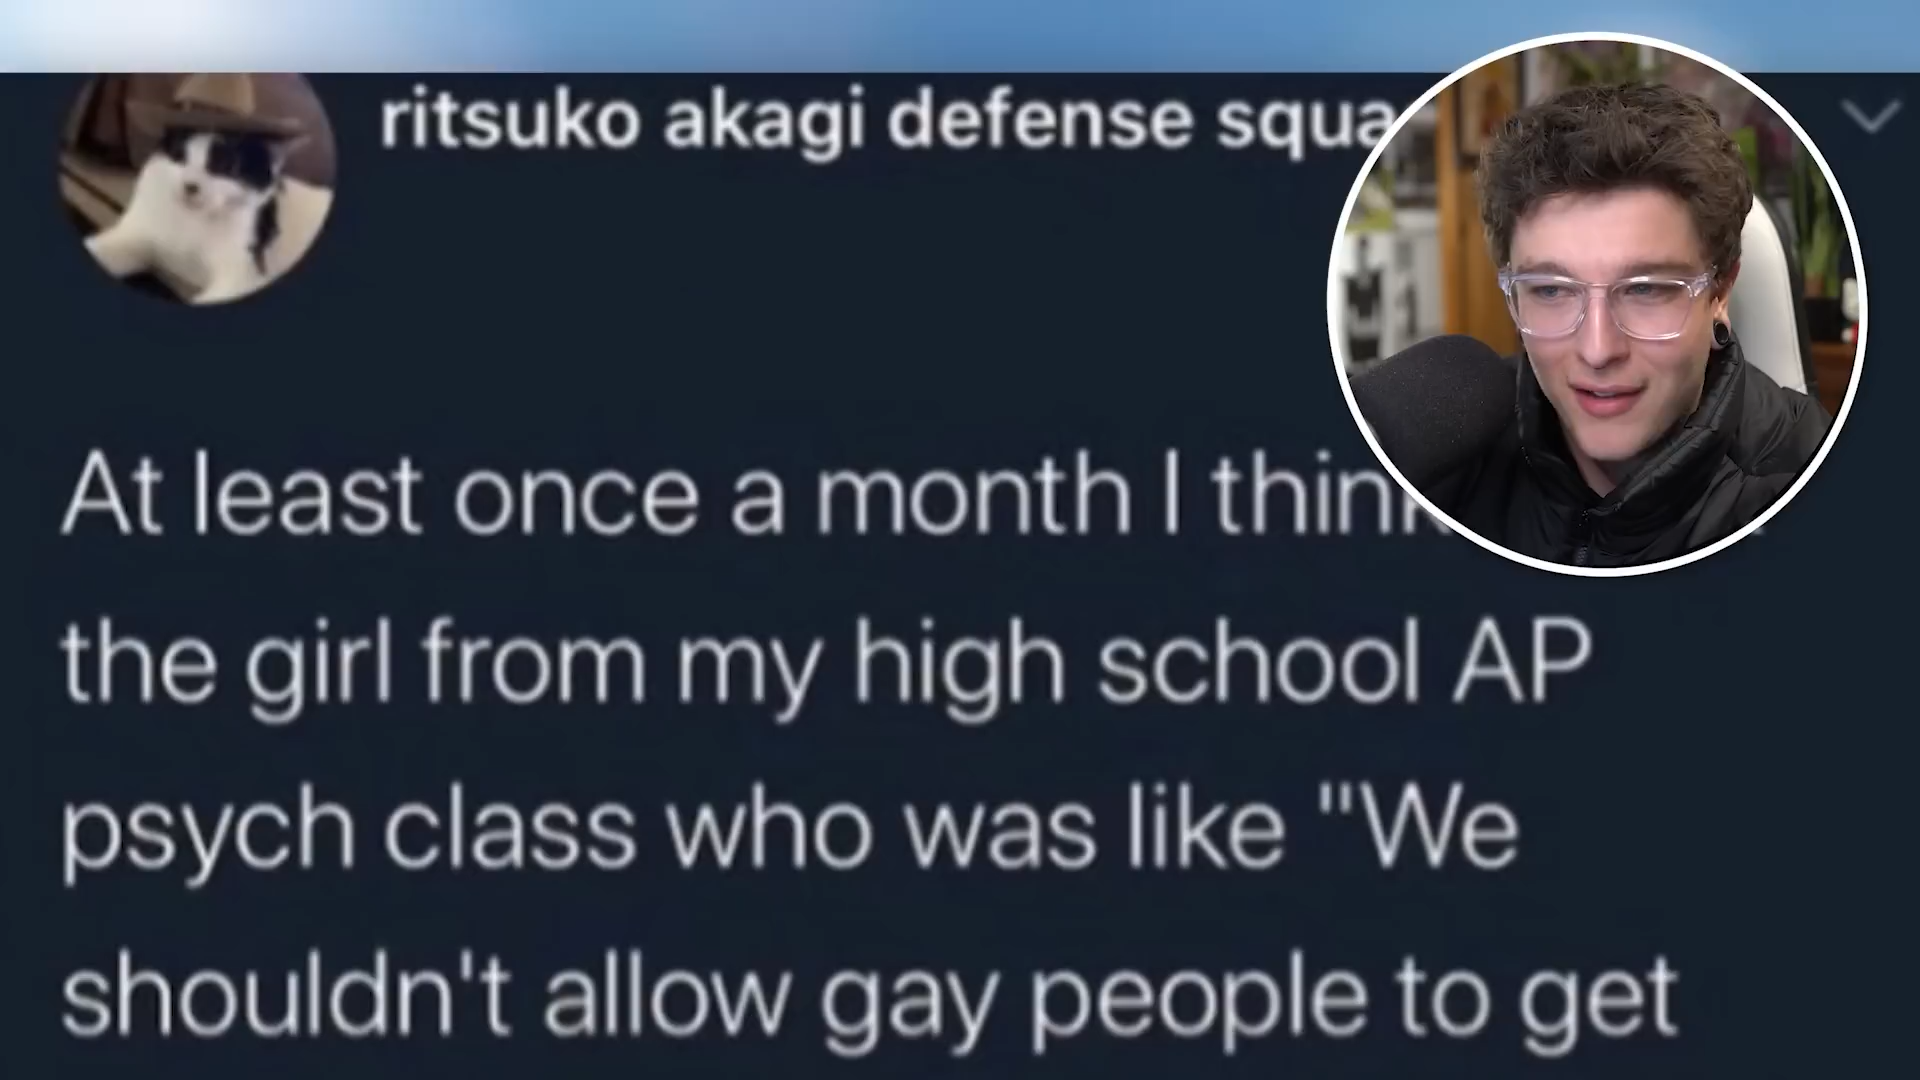 ritsuko akagi defense squa
At least once a month I think
the girl from my high school AP
psych class who was like "We
shouldn't allow gay people to get